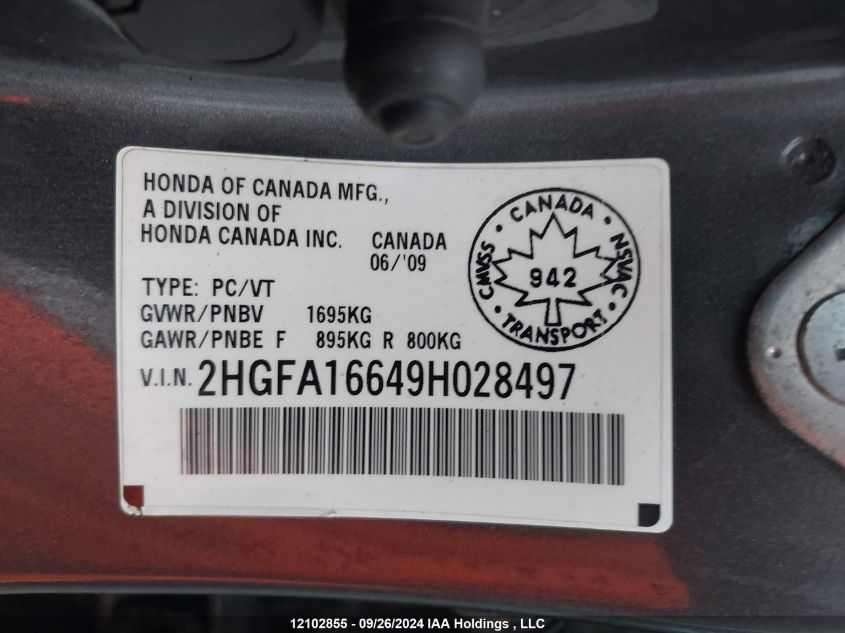 HONDA OF CANADA MFG.,
A DIVISION OF
HONDA CANADA INC. CANADA
06/'09
TYPE: PC/VT
GVWR/PNBV 1695KG
GAWR/PNBE F 895KG R 800KG
V.I.N. 2HGFA16649H028497
CMVSS • CANADA • NSVAC • TRANSPORT •
942
12102855 - 09/26/2024 IAA Holdings , LLC